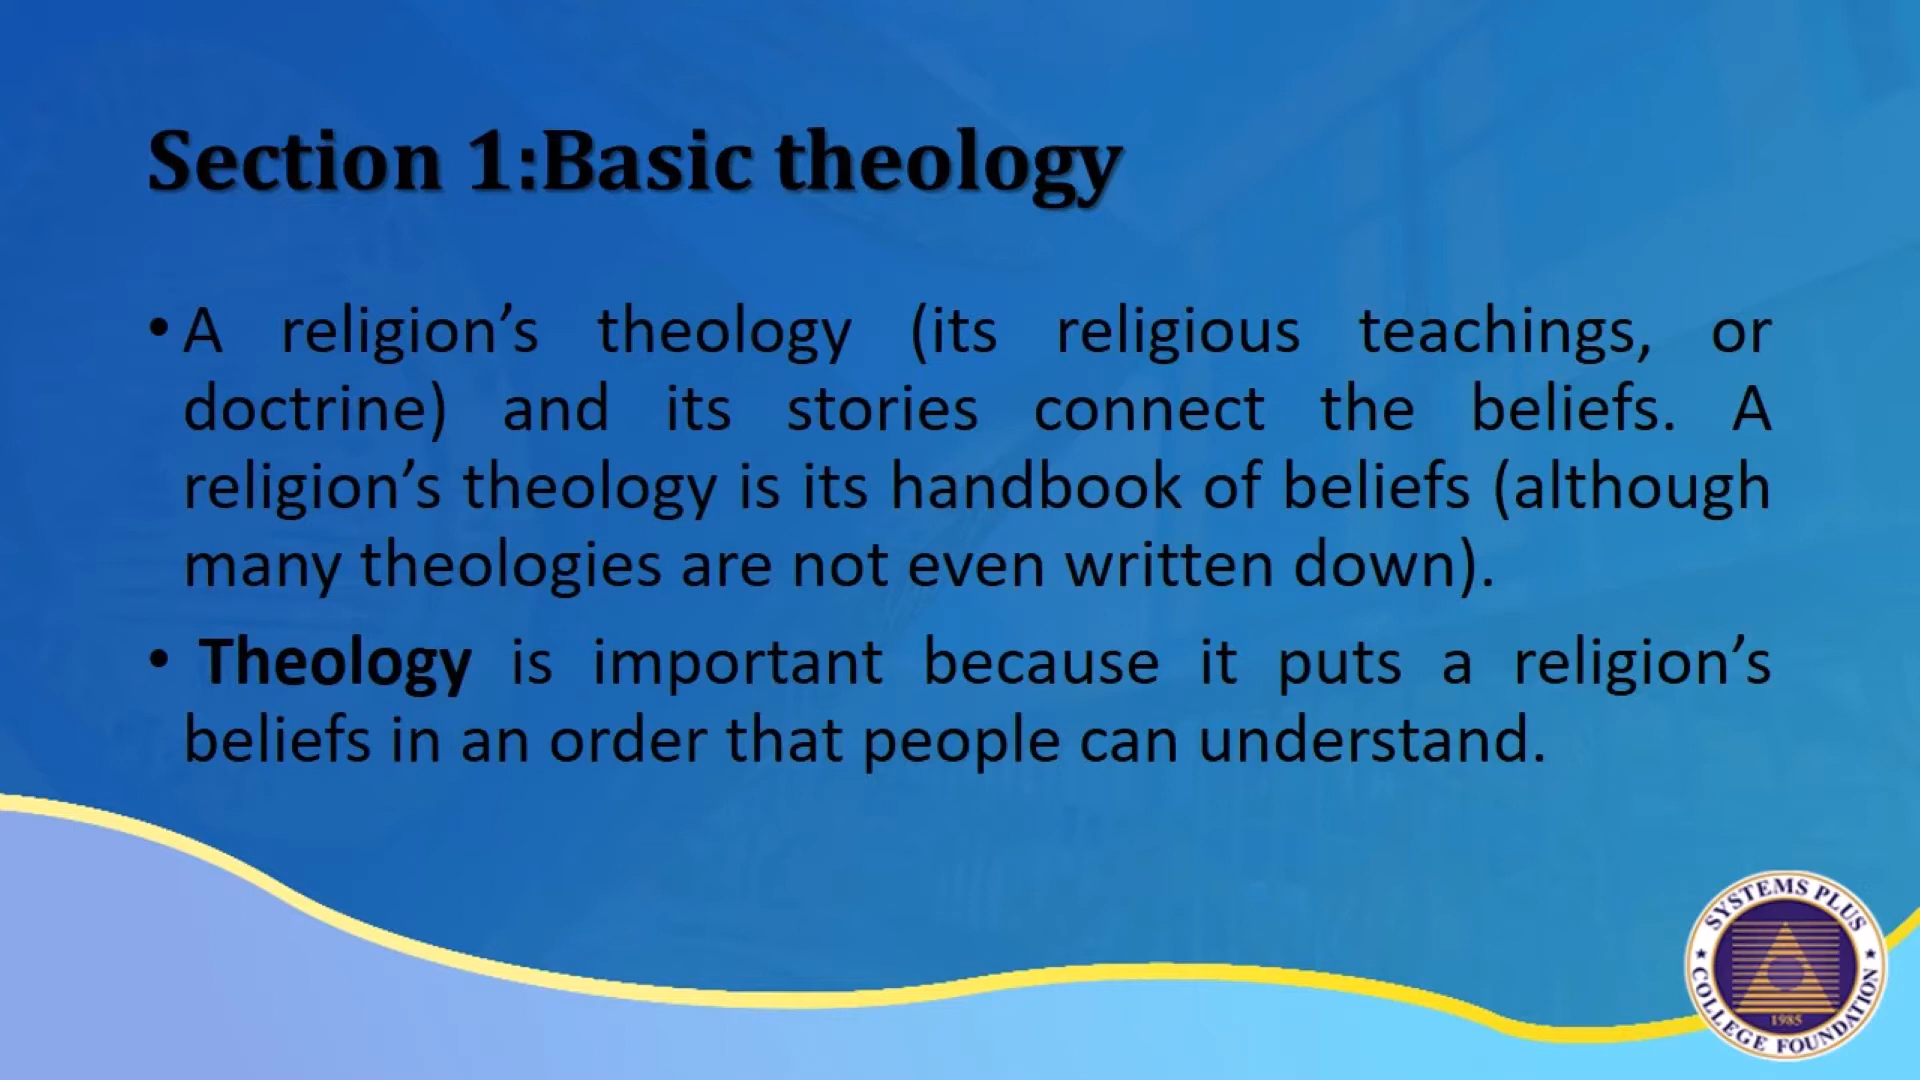 Section 1:Basic theology
• A religion’s theology (its religious teachings, or
doctrine) and its stories connect the beliefs. A
religion’s theology is its handbook of beliefs (although
many theologies are not even written down).
• Theology is important because it puts a religion’s
beliefs in an order that people can understand.
SYSTEMS PLUS
1985
COLLEGE FOUNDATION